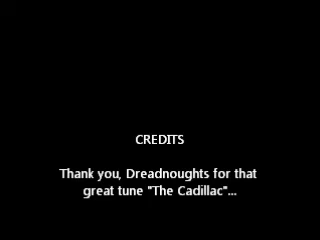 CREDITS
Thank you, Dreadnoughts for that
great tune "The Cadillac"...